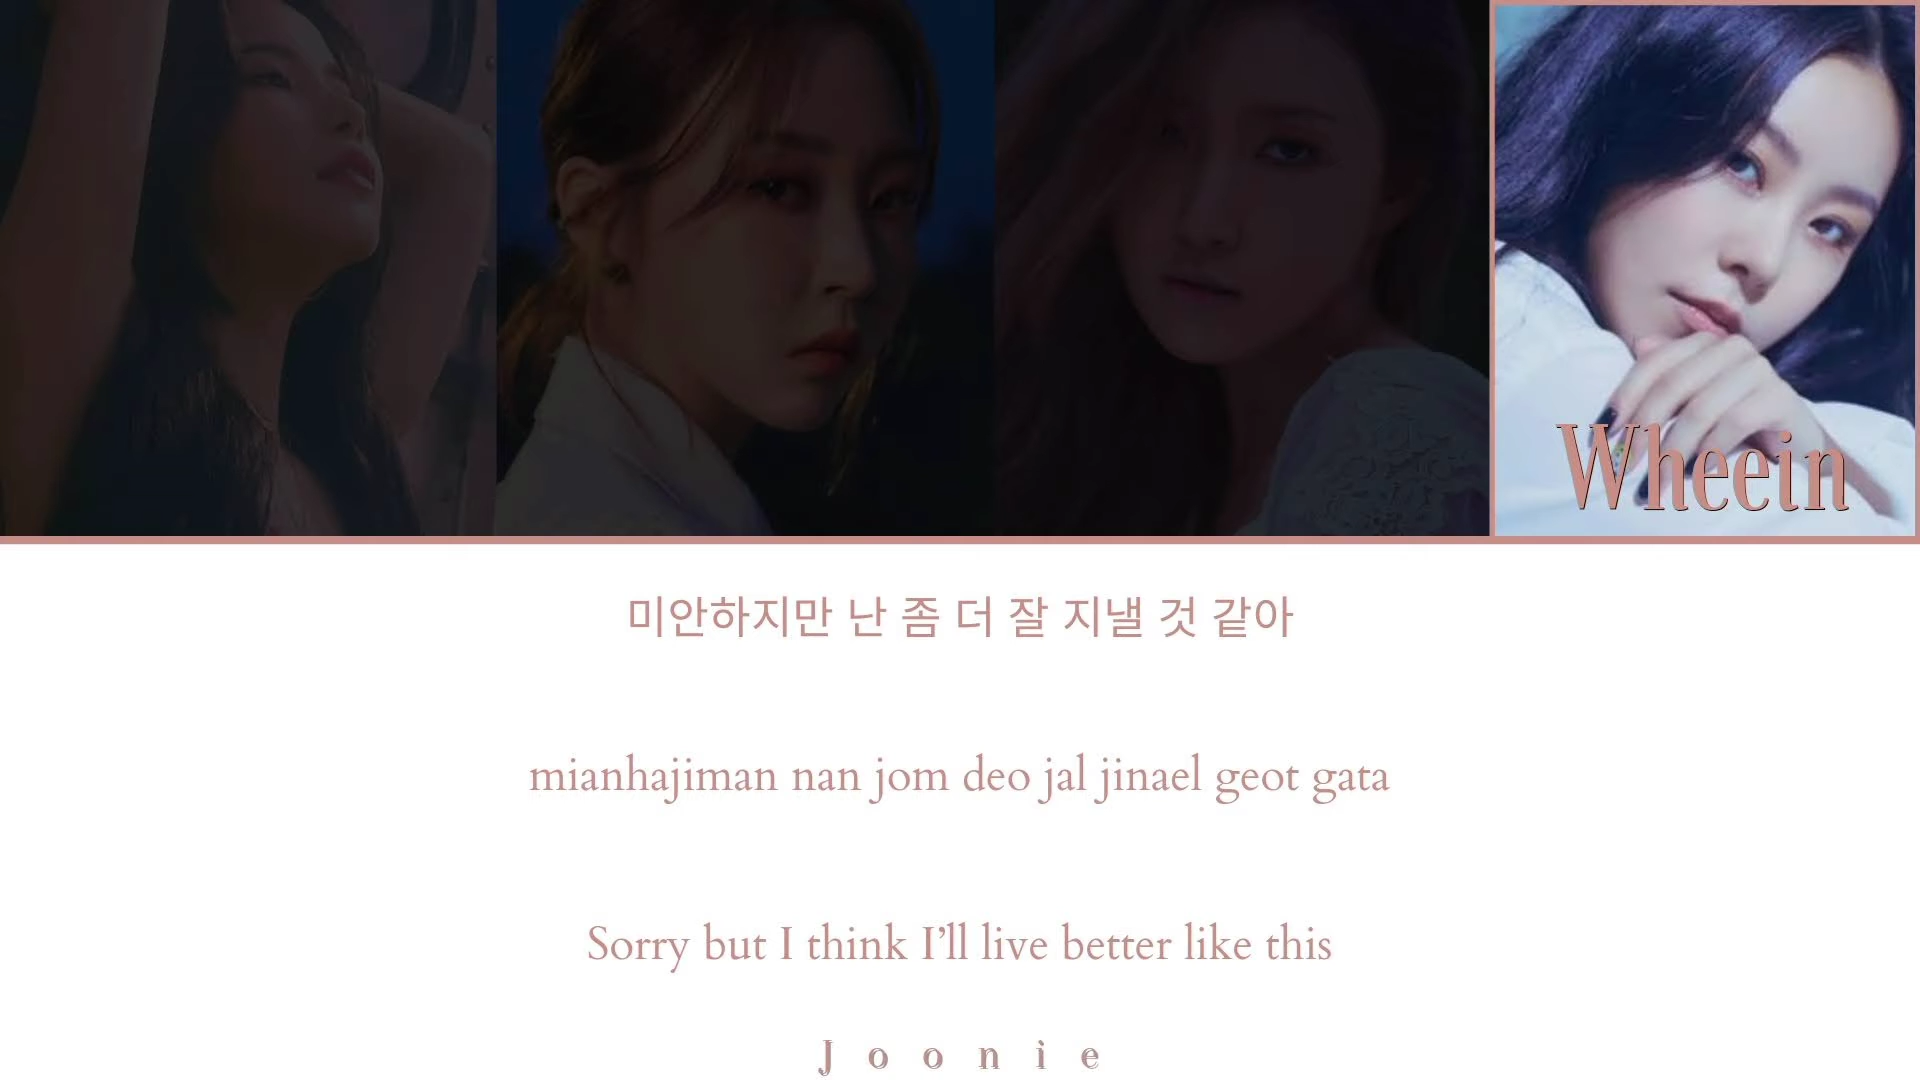 Wheein
미안하지만 난 좀 더 잘 지낼 것 같아
mianhajiman nan jom deo jal jinael geot gata
Sorry but I think I’ll live better like this
Joonie